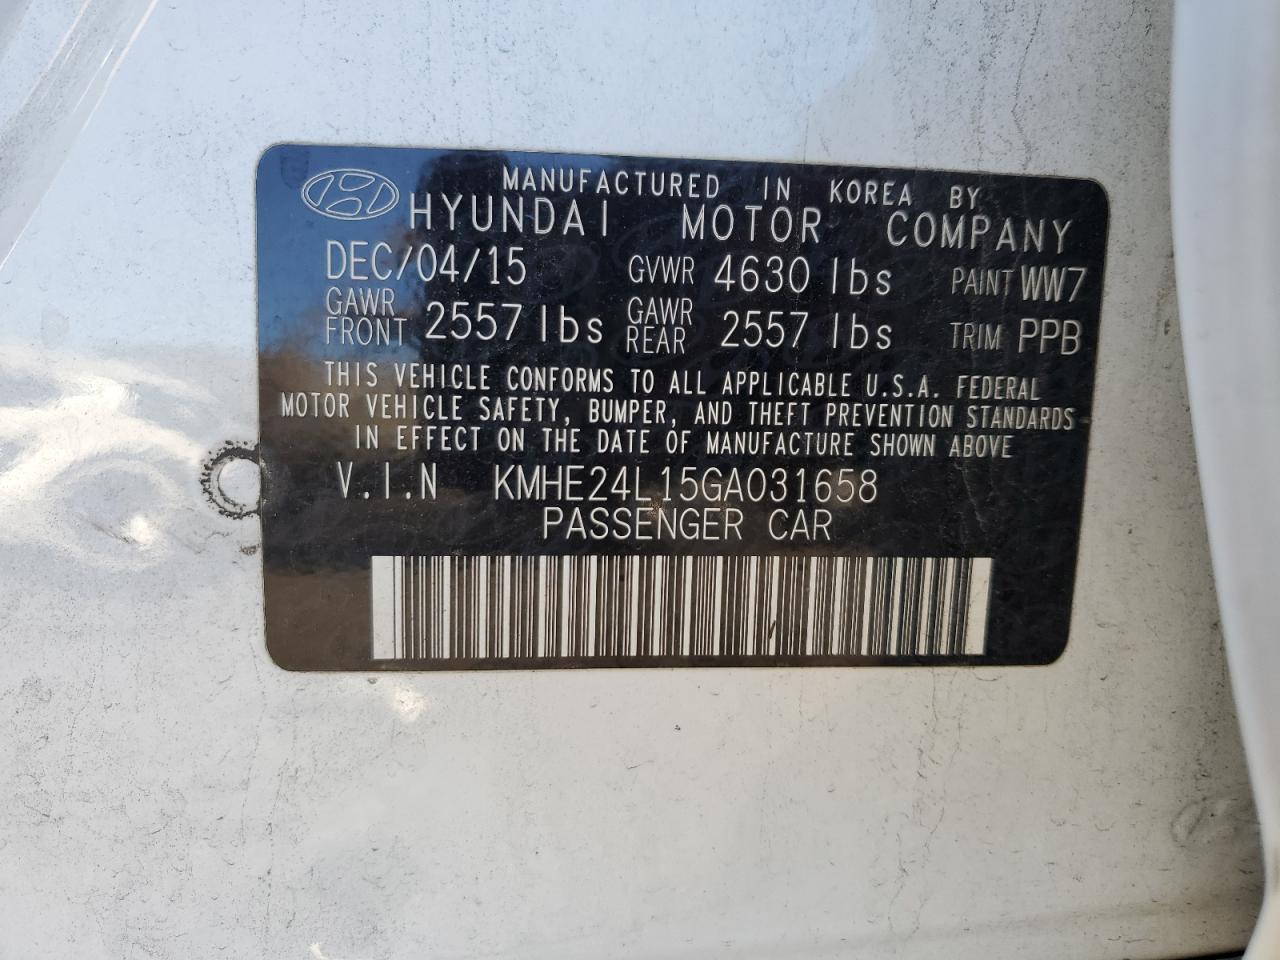 MANUFACTURED IN KOREA BY
HYUNDAI MOTOR COMPANY
DEC/04/15 GVWR 4630 lbs PAINT WW7
GAWR FRONT 2557 lbs GAWR REAR 2557 lbs TRIM PPB
THIS VEHICLE CONFORMS TO ALL APPLICABLE U.S.A. FEDERAL
MOTOR VEHICLE SAFETY, BUMPER, AND THEFT PREVENTION STANDARDS
IN EFFECT ON THE DATE OF MANUFACTURE SHOWN ABOVE
V.I.N KMHE24L15GA031658
PASSENGER CAR